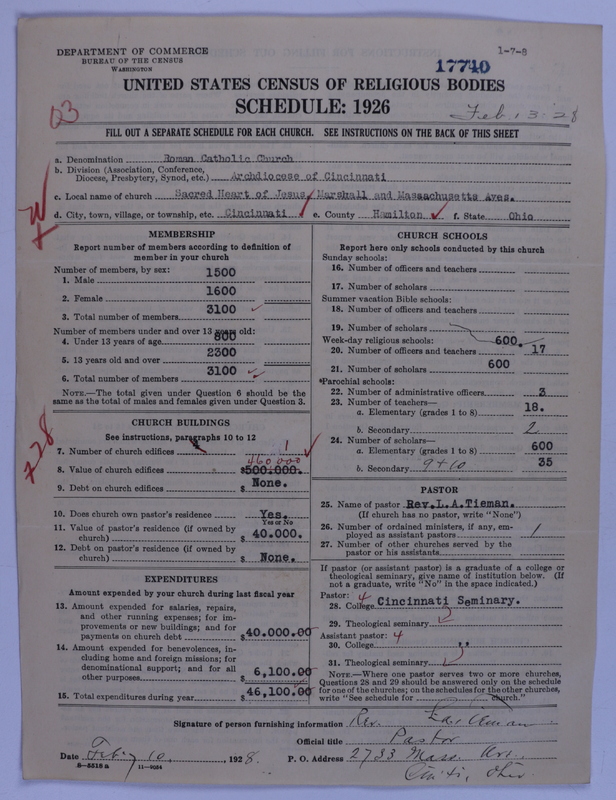 DEPARTMENT OF COMMERCE
BUREAU OF THE CENSUS
WASHINGTON
1-7-8
17740
UNITED STATES CENSUS OF RELIGIOUS BODIES
SCHEDULE: 1926
Feb. 13 28
FILL OUT A SEPARATE SCHEDULE FOR EACH CHURCH. SEE INSTRUCTIONS ON THE BACK OF THIS SHEET
a. Denomination Roman Catholic Church
b. Division (Association, Conference, Diocese, Presbytery, Synod, etc.) Archdiocese of Cincinnati
c. Local name of church Sacred Heart of Jesus, Marshall and Massachusetts Aves.
d. City, town, village, or township, etc. Cincinnati e. County Hamilton f. State Ohio
MEMBERSHIP
Report number of members according to definition of
member in your church
Number of members, by sex:
1. Male 1500
2. Female 1600
3. Total number of members 3100
Number of members under and over 13 years old:
4. Under 13 years of age 800
5. 13 years old and over 2300
6. Total number of members 3100
NOTE.—The total given under Question 6 should be
same as the total of males and females given under Question 3.
CHURCH BUILDINGS
See instructions, paragraphs 10 to 12
7. Number of church edifices 1
460000
8. Value of church edifices $500.000.
9. Debt on church edifices $ None.
10. Does church own pastor's residence Yes.
Yes or No
11. Value of pastor's residence (if owned by
church) $ 40.000.
12. Debt on pastor's residence (if owned by
church) $ None.
EXPENDITURES
Amount expended by your church during last fiscal year
13. Amount expended for salaries, repairs,
and other running expenses; for im-
provements or new buildings; and for
payments on church debt $40.000.00
14. Amount expended for benevolences, in-
cluding home and foreign missions; for
denominational support; and for all
other purposes 6,100.00
15. Total expenditures during year $46,100.00
CHURCH SCHOOLS
Report here only schools conducted by this church
Sunday schools:
16. Number of officers and teachers
17. Number of scholars
Summer vacation Bible schools:
18. Number of officers and teachers
19. Number of scholars
Week-day religious schools: 600.
20. Number of officers and teachers 17
21. Number of scholars 600
*Parochial schools:
22. Number of administrative officers 3
23. Number of teachers—
a. Elementary (grades 1 to 8) 18.
b. Secondary 2
24. Number of scholars—
a. Elementary (grades 1 to 8) 600
b. Secondary 9+10 35
PASTOR
25. Name of pastor Rev.L.A.Tieman.
(If church has no pastor, write "None")
26. Number of ordained ministers, if any, em-
ployed as assistant pastors 1
27. Number of other churches served by the
pastor or his assistants
If pastor (or assistant pastor) is a graduate of a college or
theological seminary, give name of institution below. (If
not a graduate, write "No" in the space indicated.)
Pastor: 4
28. College Cincinnati Seminary.
29. Theological seminary
Assistant pastor: 4
30. College "
31. Theological seminary
NOTE.—Where one pastor serves two or more churches,
Questions 28 and 29 should be answered only on the schedule
for one of the churches; on the schedules for the other churches,
write "See schedule for church."
Signature of person furnishing information Rev. L.A. Tieman
Official title Pastor
Date Feb'y 10, 1928. P. O. Address 2733 Mass. Av.
Cin'ti, Ohio
8-5518 a 11-9054